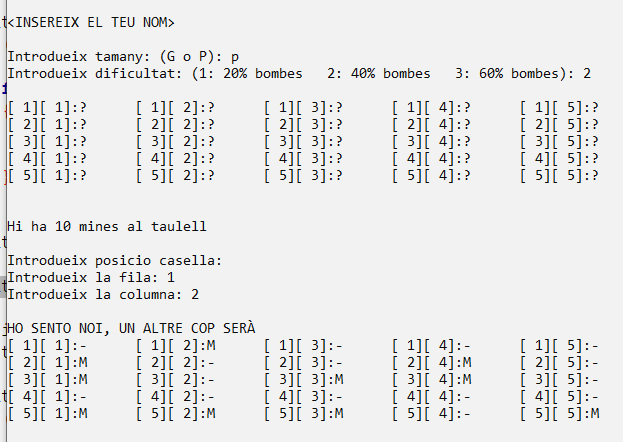 <INSEREIX EL TEU NOM>
Introdueix tamany: (G o P): p
Introdueix dificultat: (1: 20% bombes   2: 40% bombes   3: 60% bombes): 2
[ 1][ 1]:?      [ 1][ 2]:?      [ 1][ 3]:?      [ 1][ 4]:?      [ 1][ 5]:?
[ 2][ 1]:?      [ 2][ 2]:?      [ 2][ 3]:?      [ 2][ 4]:?      [ 2][ 5]:?
[ 3][ 1]:?      [ 3][ 2]:?      [ 3][ 3]:?      [ 3][ 4]:?      [ 3][ 5]:?
[ 4][ 1]:?      [ 4][ 2]:?      [ 4][ 3]:?      [ 4][ 4]:?      [ 4][ 5]:?
[ 5][ 1]:?      [ 5][ 2]:?      [ 5][ 3]:?      [ 5][ 4]:?      [ 5][ 5]:?
Hi ha 10 mines al taulell
Introdueix posicio casella:
Introdueix la fila: 1
Introdueix la columna: 2
HO SENTO NOI, UN ALTRE COP SERÀ
[ 1][ 1]:-      [ 1][ 2]:M      [ 1][ 3]:-      [ 1][ 4]:-      [ 1][ 5]:-
[ 2][ 1]:M      [ 2][ 2]:-      [ 2][ 3]:-      [ 2][ 4]:M      [ 2][ 5]:-
[ 3][ 1]:M      [ 3][ 2]:-      [ 3][ 3]:M      [ 3][ 4]:M      [ 3][ 5]:-
[ 4][ 1]:-      [ 4][ 2]:-      [ 4][ 3]:-      [ 4][ 4]:-      [ 4][ 5]:-
[ 5][ 1]:M      [ 5][ 2]:M      [ 5][ 3]:M      [ 5][ 4]:-      [ 5][ 5]:M